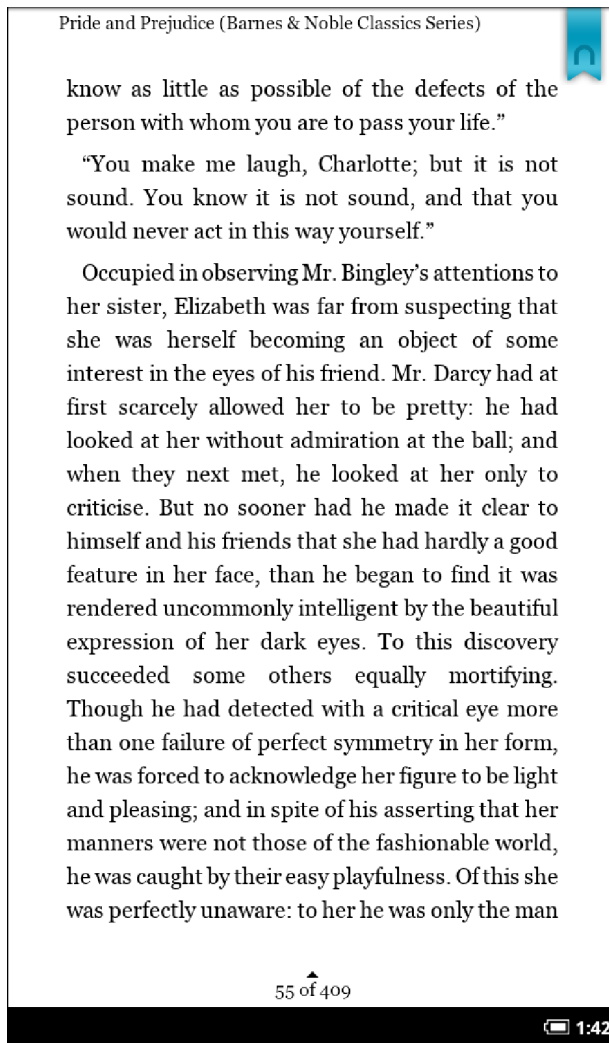 Pride and Prejudice (Barnes & Noble Classics Series)
know as little as possible of the defects of the
person with whom you are to pass your life.”
“You make me laugh, Charlotte; but it is not
sound. You know it is not sound, and that you
would never act in this way yourself.”
Occupied in observing Mr. Bingley’s attentions to
her sister, Elizabeth was far from suspecting that
she was herself becoming an object of some
interest in the eyes of his friend. Mr. Darcy had at
first scarcely allowed her to be pretty: he had
looked at her without admiration at the ball; and
when they next met, he looked at her only to
criticise. But no sooner had he made it clear to
himself and his friends that she had hardly a good
feature in her face, than he began to find it was
rendered uncommonly intelligent by the beautiful
expression of her dark eyes. To this discovery
succeeded some others equally mortifying.
Though he had detected with a critical eye more
than one failure of perfect symmetry in her form,
he was forced to acknowledge her figure to be light
and pleasing; and in spite of his asserting that her
manners were not those of the fashionable world,
he was caught by their easy playfulness. Of this she
was perfectly unaware: to her he was only the man
55 of 409
1:42